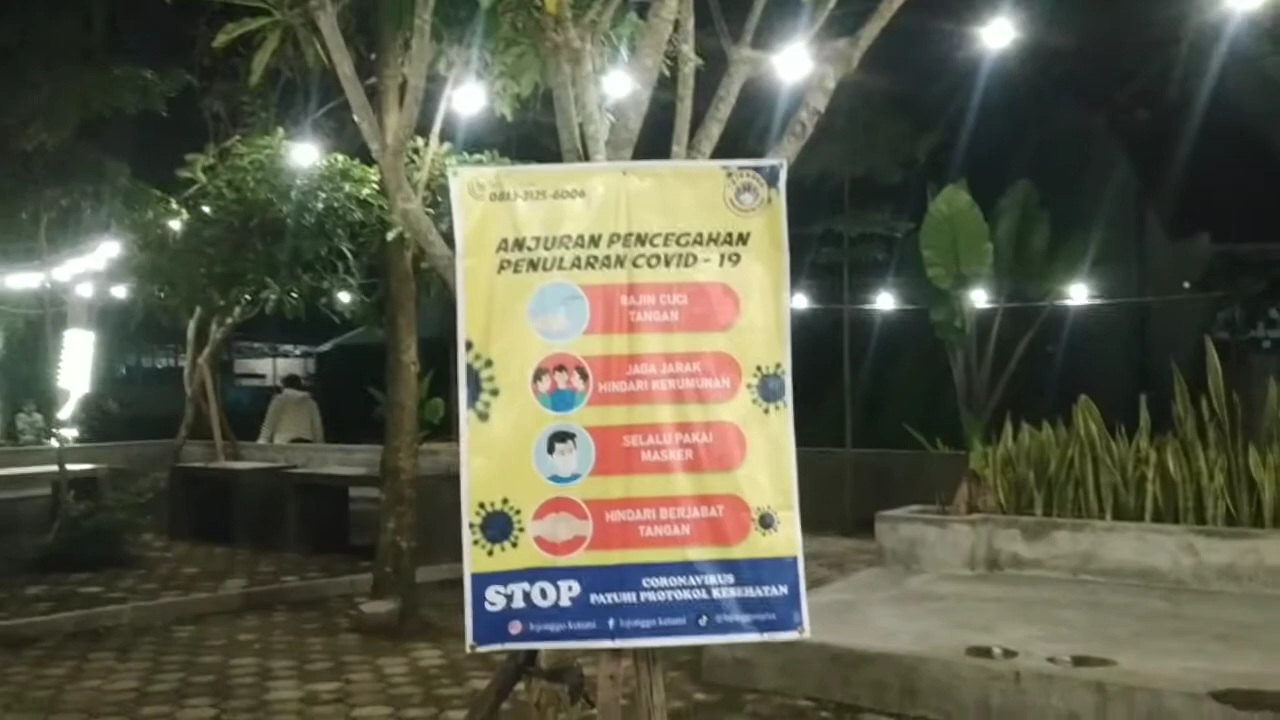 0813-3125-6006
ANJURAN PENCEGAHAN
PENULARAN COVID - 19
RAJIN CUCI
TANGAN
JAGA JARAK
HINDARI KERUMUNAN
SELALU PAKAI
MASKER
HINDARI BERJABAT
TANGAN
STOP
CORONAVIRUS
PATUHI PROTOKOL KESEHATAN